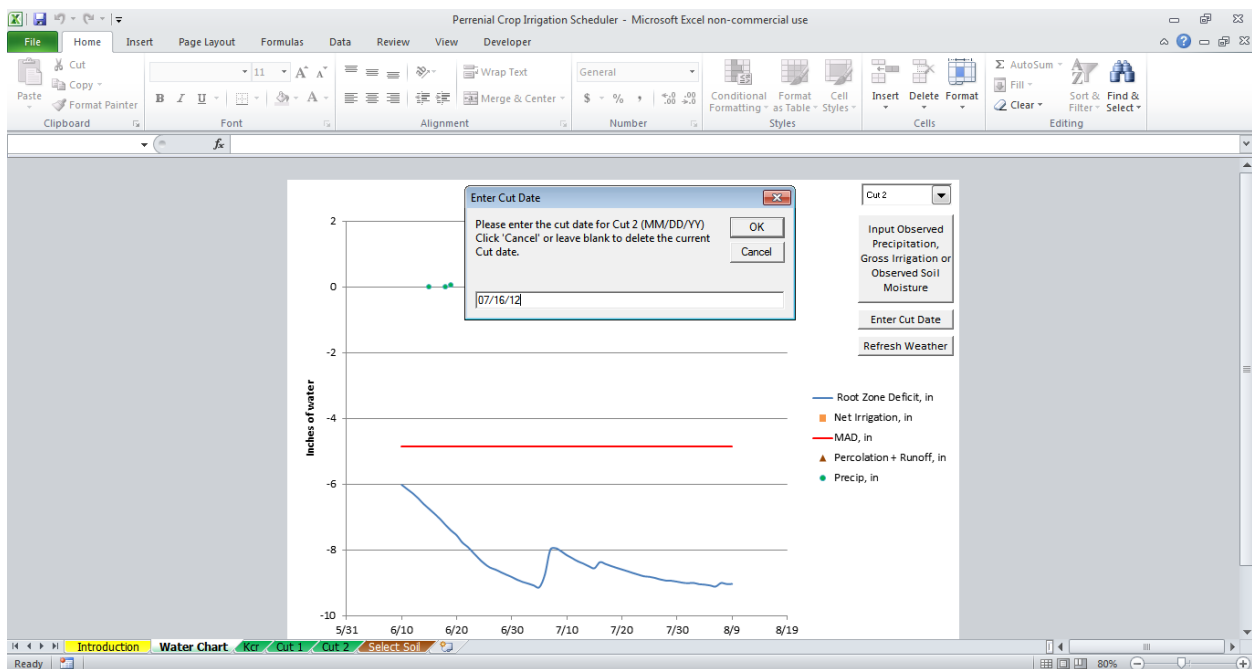 Perrenial Crop Irrigation Scheduler - Microsoft Excel non-commercial use
File Home Insert Page Layout Formulas Data Review View Developer
Paste
Cut
Copy
Format Painter
Clipboard
11 A A
B I U A
Font
Wrap Text
Merge & Center
Alignment
General
$ % , .0 .00 .00 .0
Number
Conditional Formatting
Format as Table
Cell Styles
Styles
Insert Delete Format
Cells
Σ AutoSum
Fill
Clear
Sort & Filter
Find & Select
Editing
fx
Enter Cut Date
Please enter the cut date for Cut 2 (MM/DD/YY)
Click 'Cancel' or leave blank to delete the current
Cut date.
OK
Cancel
07/16/12
Cut 2
Input Observed
Precipitation,
Gross Irrigation or
Observed Soil
Moisture
Enter Cut Date
Refresh Weather
Inches of water
2
0
-2
-4
-6
-8
-10
5/31 6/10 6/20 6/30 7/10 7/20 7/30 8/9 8/19
Root Zone Deficit, in
Net Irrigation, in
MAD, in
Percolation + Runoff, in
Precip, in
Introduction Water Chart Kcr Cut 1 Cut 2 Select Soil
Ready
80%